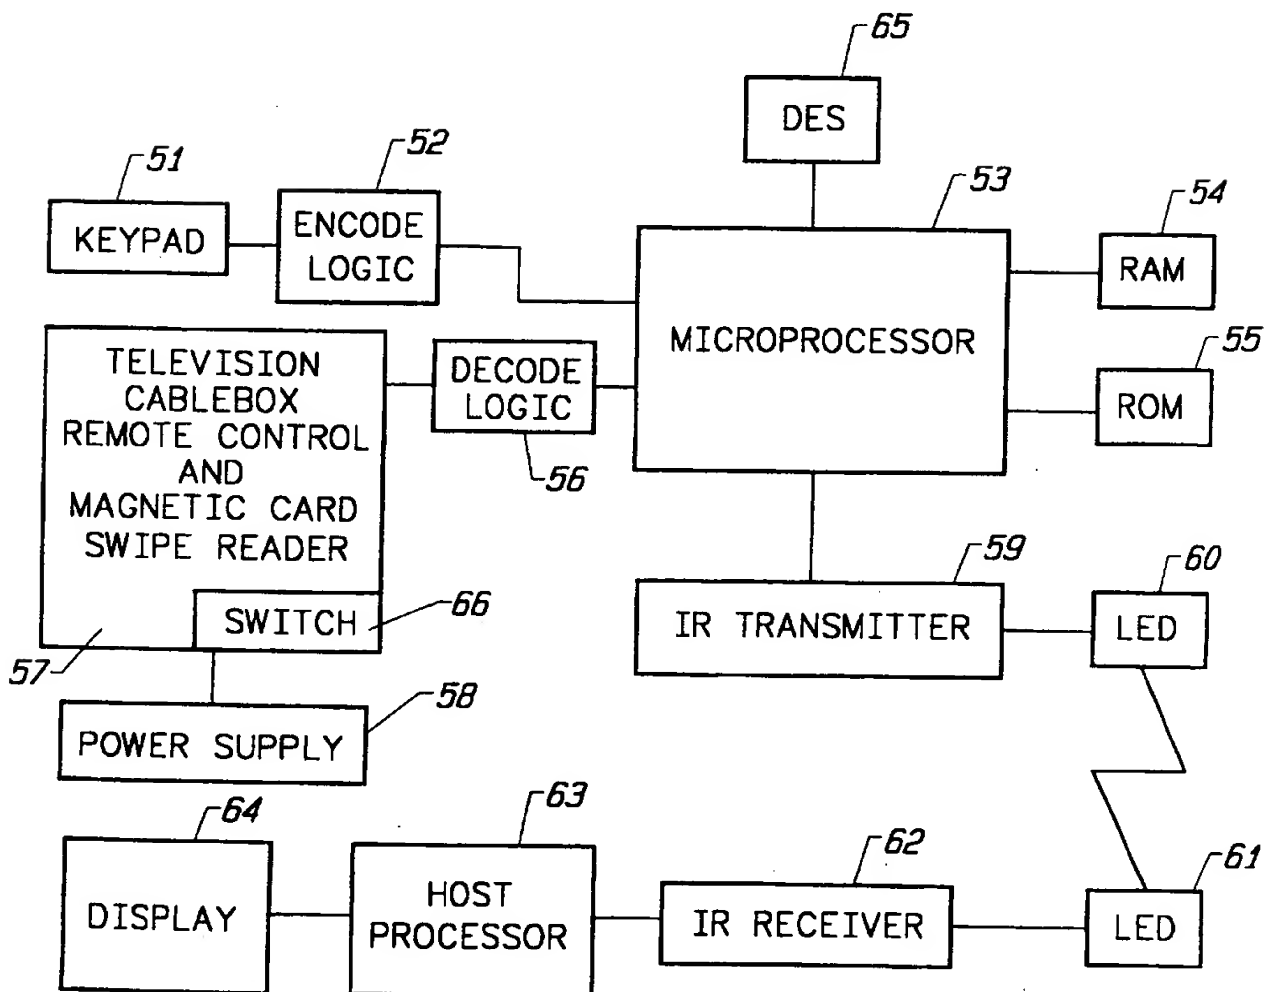 65
DES
51
52
53
54
KEYPAD
ENCODE
LOGIC
RAM
MICROPROCESSOR
TELEVISION
CABLEBOX
REMOTE CONTROL
AND
MAGNETIC CARD
SWIPE READER
DECODE
LOGIC
55
ROM
56
59
60
SWITCH
66
IR TRANSMITTER
LED
57
58
POWER SUPPLY
64
63
62
61
DISPLAY
HOST
PROCESSOR
IR RECEIVER
LED